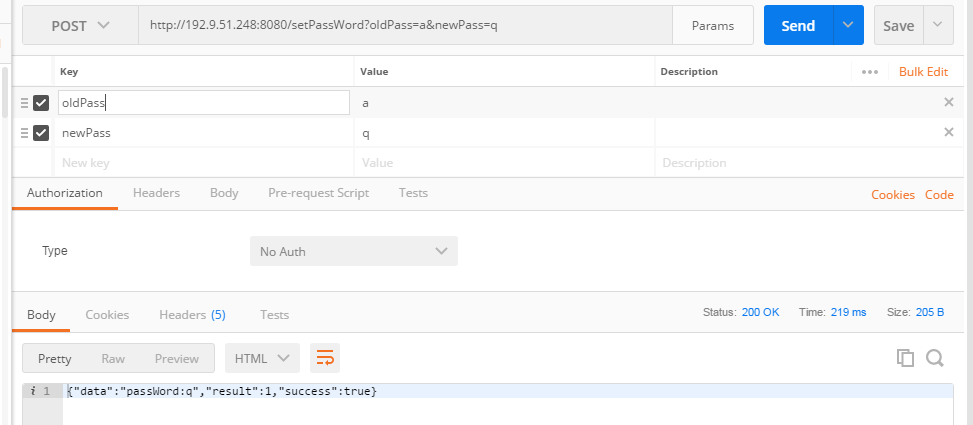 POST http://192.9.51.248:8080/setPassWord?oldPass=a&newPass=q Params Send Save
Key Value Description ••• Bulk Edit
oldPass a
newPass q
New key Value Description
Authorization Headers Body Pre-request Script Tests Cookies Code
Type No Auth
Body Cookies Headers (5) Tests Status: 200 OK Time: 219 ms Size: 205 B
Pretty Raw Preview HTML
i 1 {"data":"passWord:q","result":1,"success":true}